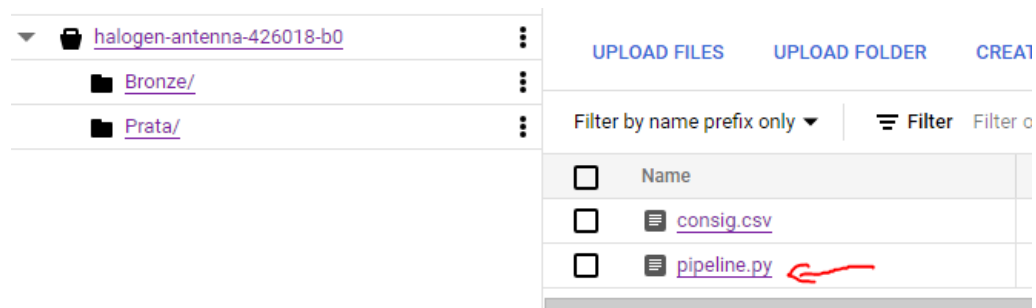 halogen-antenna-426018-b0
Bronze/
Prata/
UPLOAD FILES UPLOAD FOLDER
Filter by name prefix only Filter Filter
Name
consig.csv
pipeline.py